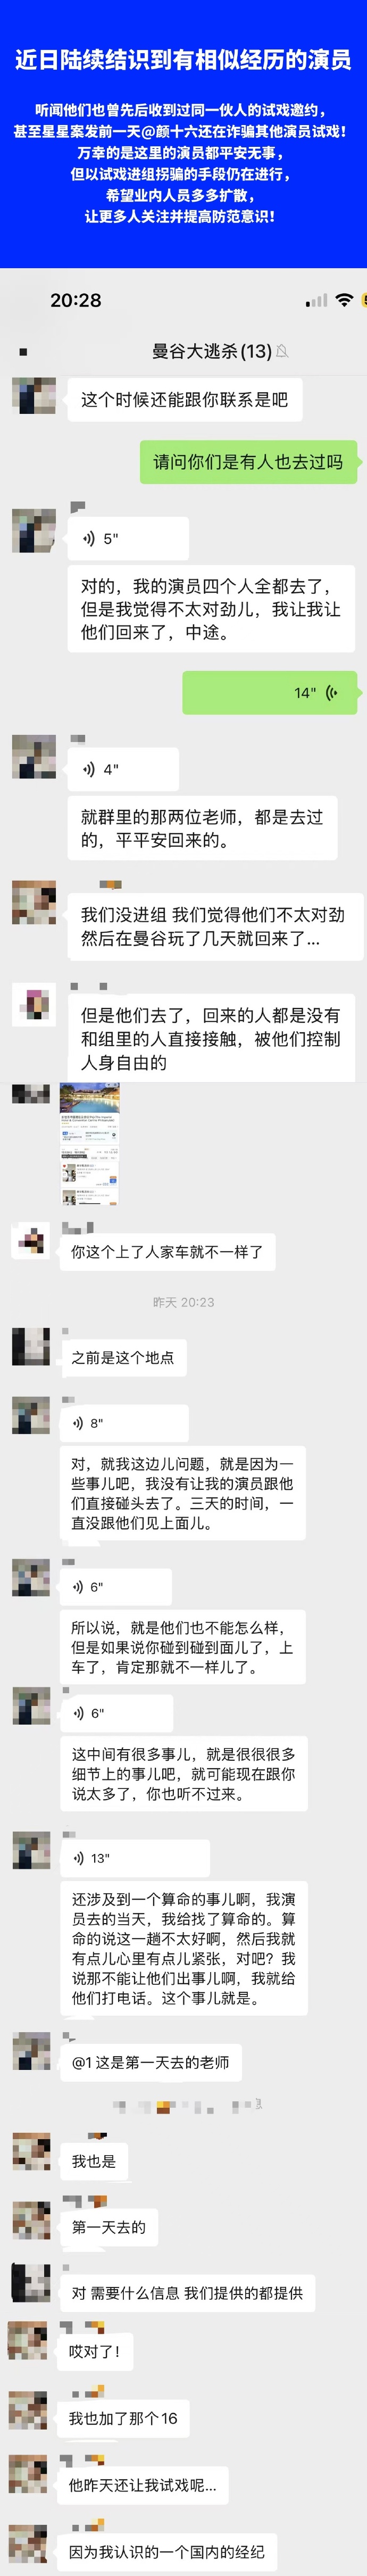 近日陆续结识到有相似经历的演员
听闻他们也曾先后收到过同一伙人的试戏邀约，
甚至星星案发前一天@颜十六还在诈骗其他演员试戏！
万幸的是这里的演员都平安无事，
但以试戏进组拐骗的手段仍在进行，
希望业内人员多多扩散，
让更多人关注并提高防范意识！
20:28
曼谷大逃杀(13)
这个时候还能跟你联系是吧
请问你们是有人也去过吗
5"
对的，我的演员四个人全都去了，
但是我觉得不太对劲儿，我让我让
他们回来了，中途。
14"
4"
就群里的那两位老师，都是去过
的，平平安回来的。
我们没进组 我们觉得他们不太对劲
然后在曼谷玩了几天就回来了...
但是他们去了，回来的人都是没有
和组里的人直接接触，被他们控制
人身自由的
你这个上了人家车就不一样了
昨天 20:23
之前是这个地点
8"
对，就我这边儿问题，就是因为一
些事儿吧，我没有让我的演员跟他
们直接碰头去了。三天的时间，一
直没跟他们见上面儿。
6"
所以说，就是他们也不能怎么样，
但是如果说你碰到碰到面儿了，上
车了，肯定那就不一样儿了。
6"
这中间有很多事儿，就是很很很多
细节上的事儿吧，就可能现在跟你
说太多了，你也听不过来。
13"
还涉及到一个算命的事儿啊，我演
员去的当天，我给找了算命的。算
命的说这一趟不太好啊，然后我就
有点儿心里有点儿紧张，对吧？我
说那不能让他们出事儿啊，我就给
他们打电话。这个事儿就是。
@1 这是第一天去的老师
我也是
第一天去的
对 需要什么信息 我们提供的都提供
哎对了！
我也加了那个16
他昨天还让我试戏呢...
因为我认识的一个国内的经纪